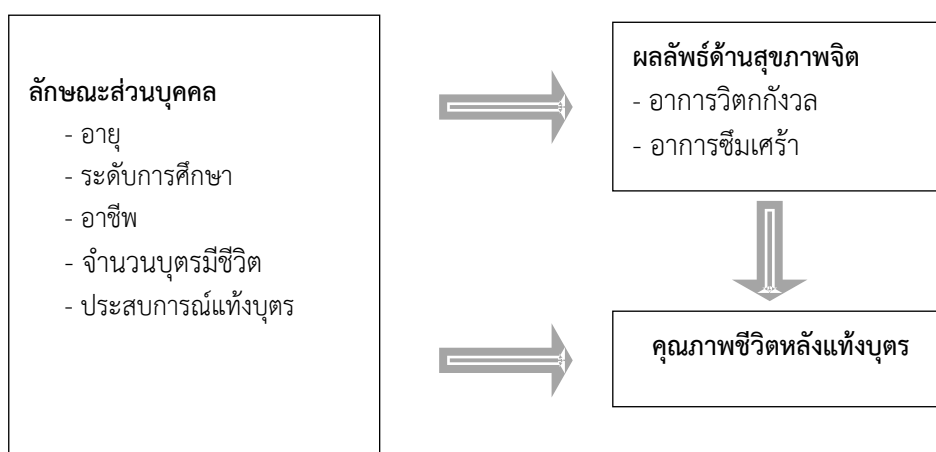 ลักษณะส่วนบุคคล
- อายุ
- ระดับการศึกษา
- อาชีพ
- จำนวนบุตรมีชีวิต
- ประสบการณ์แท้งบุตร
ผลลัพธ์ด้านสุขภาพจิต
- อาการวิตกกังวล
- อาการซึมเศร้า
คุณภาพชีวิตหลังแท้งบุตร